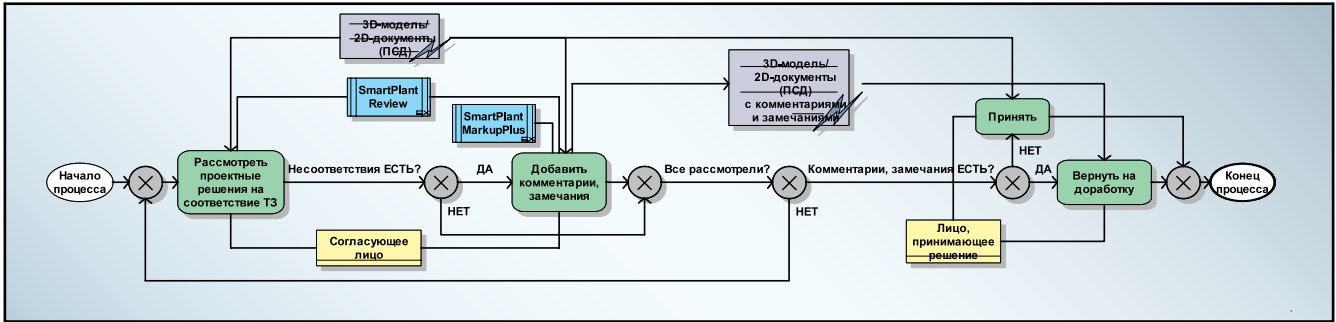 3D-модель/
2D-документы
(ПСД)
3D-модель/
2D-документы
(ПСД)
с комментариями
и замечаниями
SmartPlant
Review
SmartPlant
MarkupPlus
Принять
НЕТ
Начало
процесса
Рассмотреть
проектные
решения на
соответствие ТЗ
Несоответствия ЕСТЬ?
ДА
НЕТ
Добавить
комментарии,
замечания
Все рассмотрели?
НЕТ
Комментарии, замечания ЕСТЬ?
ДА
Вернуть на
доработку
Конец
процесса
Согласующее
лицо
Лицо,
принимающее
решение